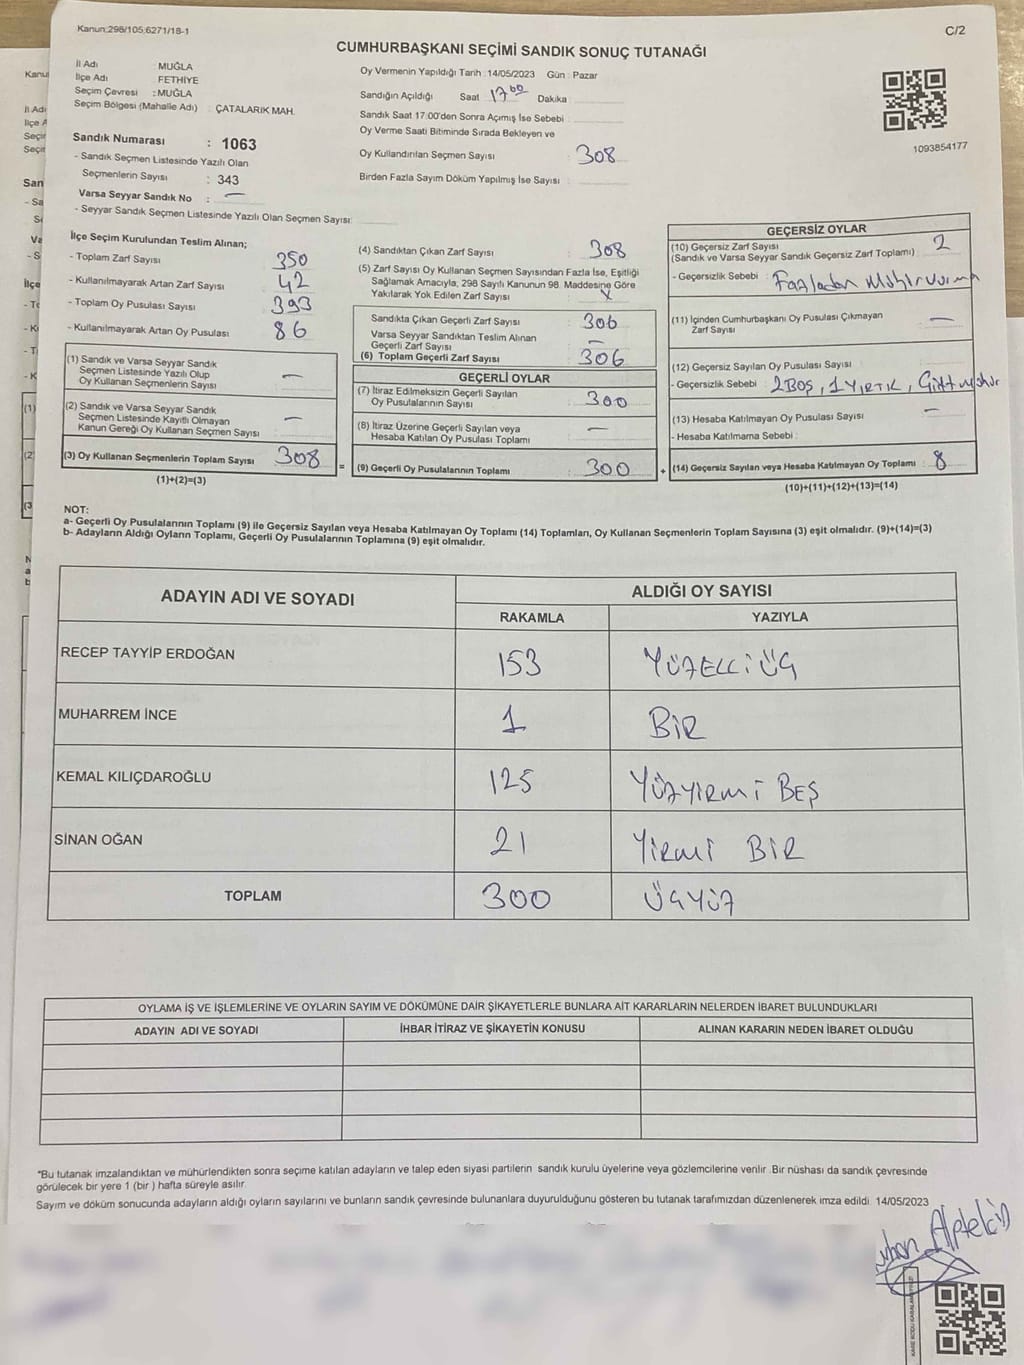 Kanun:298/105;6271/18-1
C/2
CUMHURBAŞKANI SEÇİMİ SANDIK SONUÇ TUTANAĞI
İl Adı : MUĞLA
İlçe Adı : FETHİYE
Seçim Çevresi : MUĞLA
Seçim Bölgesi (Mahalle Adı) : ÇATALARIK MAH.
Sandık Numarası : 1063
- Sandık Seçmen Listesinde Yazılı Olan
Seçmenlerin Sayısı : 343
Varsa Seyyar Sandık No : —
- Seyyar Sandık Seçmen Listesinde Yazılı Olan Seçmen Sayısı:
Oy Vermenin Yapıldığı Tarih : 14/05/2023 Gün : Pazar
Sandığın Açıldığı Saat 17:00 Dakika
Sandık Saat 17:00'den Sonra Açımış İse Sebebi :
Oy Verme Saati Bitiminde Sırada Bekleyen ve
Oy Kullandırılan Seçmen Sayısı : 308
Birden Fazla Sayım Döküm Yapılmış İse Sayısı :
1093854177
İlçe Seçim Kurulundan Teslim Alınan;
- Toplam Zarf Sayısı : 350
- Kullanılmayarak Artan Zarf Sayısı : 42
- Toplam Oy Pusulası Sayısı : 393
- Kullanılmayarak Artan Oy Pusulası : 86
(1) Sandık ve Varsa Seyyar Sandık
Seçmen Listesinde Yazılı Olup
Oy Kullanan Seçmenlerin Sayısı : —
(2) Sandık ve Varsa Seyyar Sandık
Seçmen Listesinde Kayıtlı Olmayan
Kanun Gereği Oy Kullanan Seçmen Sayısı : —
(3) Oy Kullanan Seçmenlerin Toplam Sayısı : 308
(1)+(2)=(3)
(4) Sandıktan Çıkan Zarf Sayısı : 308
(5) Zarf Sayısı Oy Kullanan Seçmen Sayısından Fazla İse, Eşitliği
Sağlamak Amacıyla, 298 Sayılı Kanunun 98. Maddesine Göre
Yakılarak Yok Edilen Zarf Sayısı : X
Sandıkta Çıkan Geçerli Zarf Sayısı : 306
Varsa Seyyar Sandıktan Teslim Alınan
Geçerli Zarf Sayısı : —
(6) Toplam Geçerli Zarf Sayısı : 306
GEÇERLİ OYLAR
(7) İtiraz Edilmeksizin Geçerli Sayılan
Oy Pusulalarının Sayısı : 300
(8) İtiraz Üzerine Geçerli Sayılan veya
Hesaba Katılan Oy Pusulası Toplamı : —
= (9) Geçerli Oy Pusulalarının Toplamı : 300
GEÇERSİZ OYLAR
(10) Geçersiz Zarf Sayısı : 2
(Sandık ve Varsa Seyyar Sandık Geçersiz Zarf Toplamı)
- Geçersizlik Sebebi : Fazladan Mühürvurma
(11) İçinden Cumhurbaşkanı Oy Pusulası Çıkmayan
Zarf Sayısı : —
(12) Geçersiz Sayılan Oy Pusulası Sayısı :
- Geçersizlik Sebebi : 2 BOŞ, 1 YIRTIK,
(13) Hesaba Katılmayan Oy Pusulası Sayısı : —
- Hesaba Katılmama Sebebi :
+ (14) Geçersiz Sayılan veya Hesaba Katılmayan Oy Toplamı : 8
(10)+(11)+(12)+(13)=(14)
NOT:
a- Geçerli Oy Pusulalarının Toplamı (9) ile Geçersiz Sayılan veya Hesaba Katılmayan Oy Toplamı (14) Toplamları, Oy Kullanan Seçmenlerin Toplam Sayısına (3) eşit olmalıdır. (9)+(14)=(3)
b- Adayların Aldığı Oyların Toplamı, Geçerli Oy Pusulalarının Toplamına (9) eşit olmalıdır.
ADAYIN ADI VE SOYADI ALDIĞI OY SAYISI
RAKAMLA YAZIYLA
RECEP TAYYİP ERDOĞAN 153 YÜZELLİÜÇ
MUHARREM İNCE 1 BİR
KEMAL KILIÇDAROĞLU 125 YÜZYİRMİ BEŞ
SİNAN OĞAN 21 YİRMİ BİR
TOPLAM 300 ÜÇYÜZ
OYLAMA İŞ VE İŞLEMLERİNE VE OYLARIN SAYIM VE DÖKÜMÜNE DAİR ŞİKAYETLERLE BUNLARA AİT KARARLARIN NELERDEN İBARET BULUNDUKLARI
ADAYIN ADI VE SOYADI İHBAR İTİRAZ VE ŞİKAYETİN KONUSU ALINAN KARARIN NEDEN İBARET OLDUĞU
*Bu tutanak imzalandıktan ve mühürlendikten sonra seçime katılan adayların ve talep eden siyasi partilerin sandık kurulu üyelerine veya gözlemcilerine verilir .Bir nüshası da sandık çevresinde
görülecek bir yere 1 (bir ) hafta süreyle asılır.
Sayım ve döküm sonucunda adayların aldığı oyların sayılarını ve bunların sandık çevresinde bulunanlara duyurulduğunu gösteren bu tutanak tarafımızdan düzenlenerek imza edildi. 14/05/2023
Alptekin